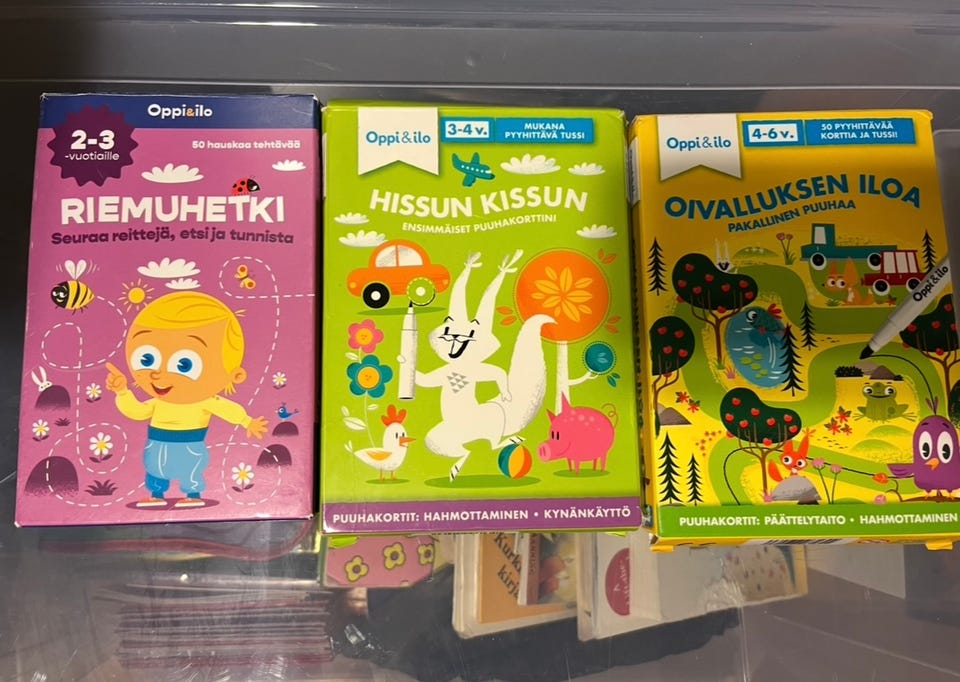 Oppi&ilo
2-3
-vuotiaille
50 hauskaa tehtävää
RIEMUHETKI
Seuraa reittejä, etsi ja tunnista
Oppi&ilo
3-4 v.
MUKANA
PYYHITTÄVÄ TUSSI
HISSUN KISSUN
ENSIMMÄISET PUUHAKORTTINI
PUUHAKORTIT: HAHMOTTAMINEN • KYNÄNKÄYTTÖ
Oppi&ilo
4-6 v.
50 PYYHITTÄVÄÄ
KORTTIA JA TUSSI!
OIVALLUKSEN ILOA
PAKALLINEN PUUHAA
Oppi&ilo
PUUHAKORTIT: PÄÄTTELYTAITO • HAHMOTTAMINEN